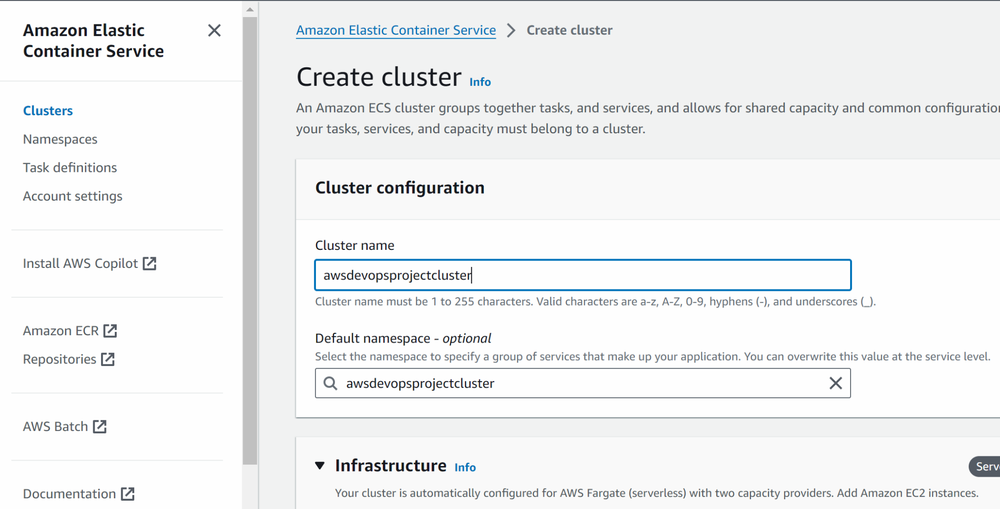 Amazon Elastic
Container Service
Clusters
Namespaces
Task definitions
Account settings
Install AWS Copilot
Amazon ECR
Repositories
AWS Batch
Documentation
Amazon Elastic Container Service > Create cluster
Create cluster Info
An Amazon ECS cluster groups together tasks, and services, and allows for shared capacity and common
your tasks, services, and capacity must belong to a cluster.
Cluster configuration
Cluster name
awsdevopsprojectcluster
Cluster name must be 1 to 255 characters. Valid characters are a-z, A-Z, 0-9, hyphens (-), and underscores (_).
Default namespace - optional
Select the namespace to specify a group of services that make up your application. You can overwrite this value at the service level.
awsdevopsprojectcluster
Infrastructure Info
Your cluster is automatically configured for AWS Fargate (serverless) with two capacity providers. Add Amazon EC2 instances.